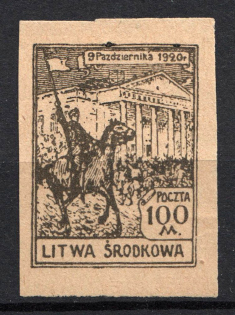 9 Października 1920 r
POCZTA
100
M.
LITWA ŚRODKOWA